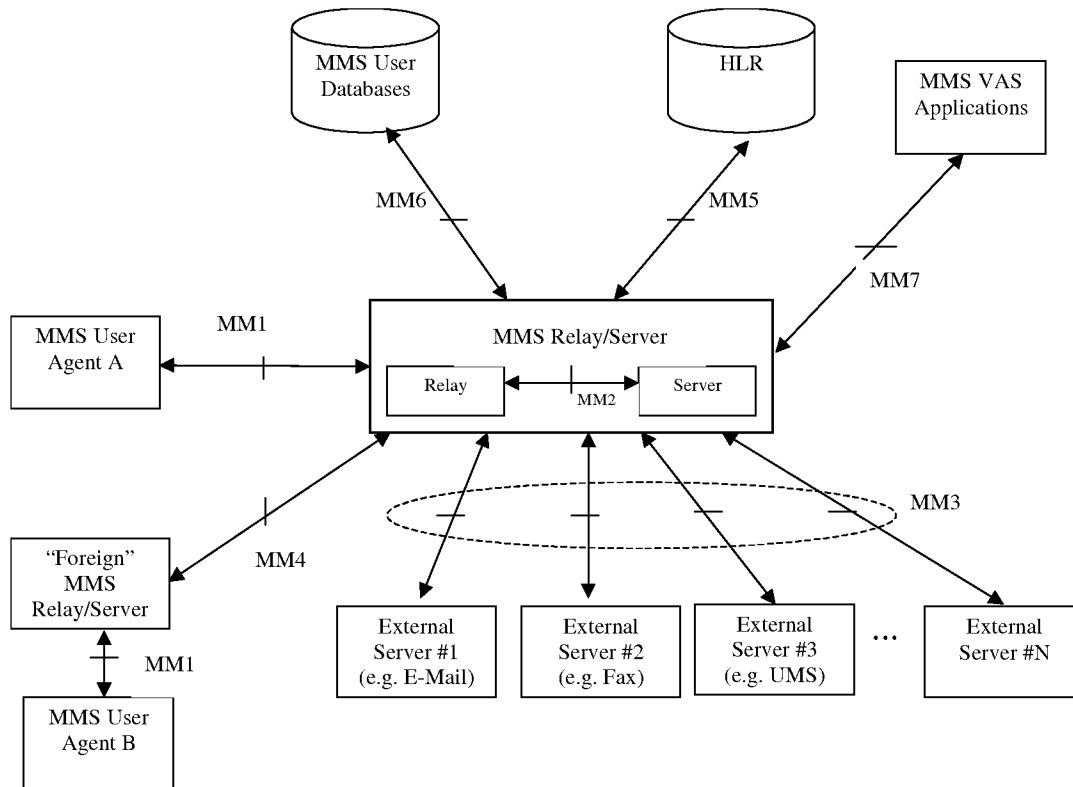 MMS User
Databases
HLR
MMS VAS
Applications
MM6
MM5
MM7
MMS User
Agent A
MM1
MMS Relay/Server
Relay
MM2
Server
MM3
MM4
“Foreign”
MMS
Relay/Server
MM1
MMS User
Agent B
External
Server #1
(e.g. E-Mail)
External
Server #2
(e.g. Fax)
External
Server #3
(e.g. UMS)
...
External
Server #N